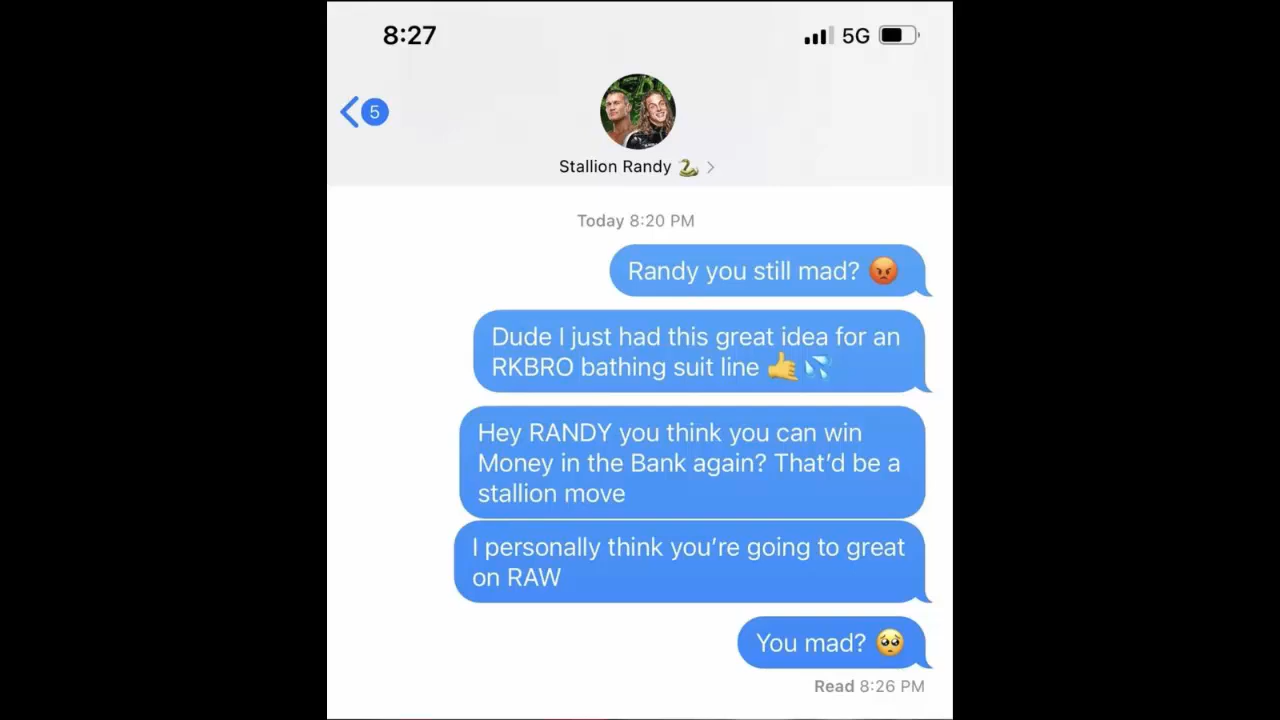 8:27
5G
5
Stallion Randy 🐍 >
Today 8:20 PM
Randy you still mad? 😡
Dude I just had this great idea for an
RKBRO bathing suit line 🤙💦
Hey RANDY you think you can win
Money in the Bank again? That'd be a
stallion move
I personally think you're going to great
on RAW
You mad? 🥺
Read 8:26 PM